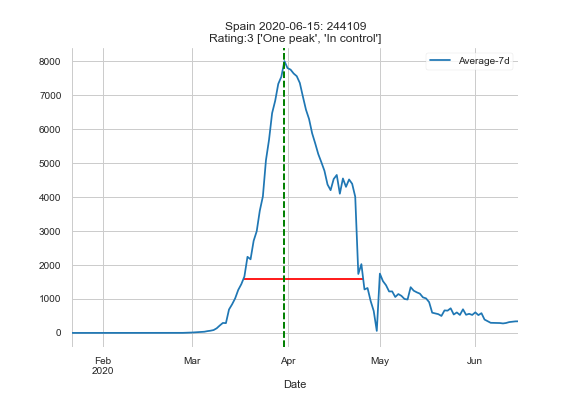 Spain 2020-06-15: 244109
Rating:3 ['One peak', 'In control']
Average-7d
8000
7000
6000
5000
4000
3000
2000
1000
0
Feb
2020
Mar
Apr
May
Jun
Date